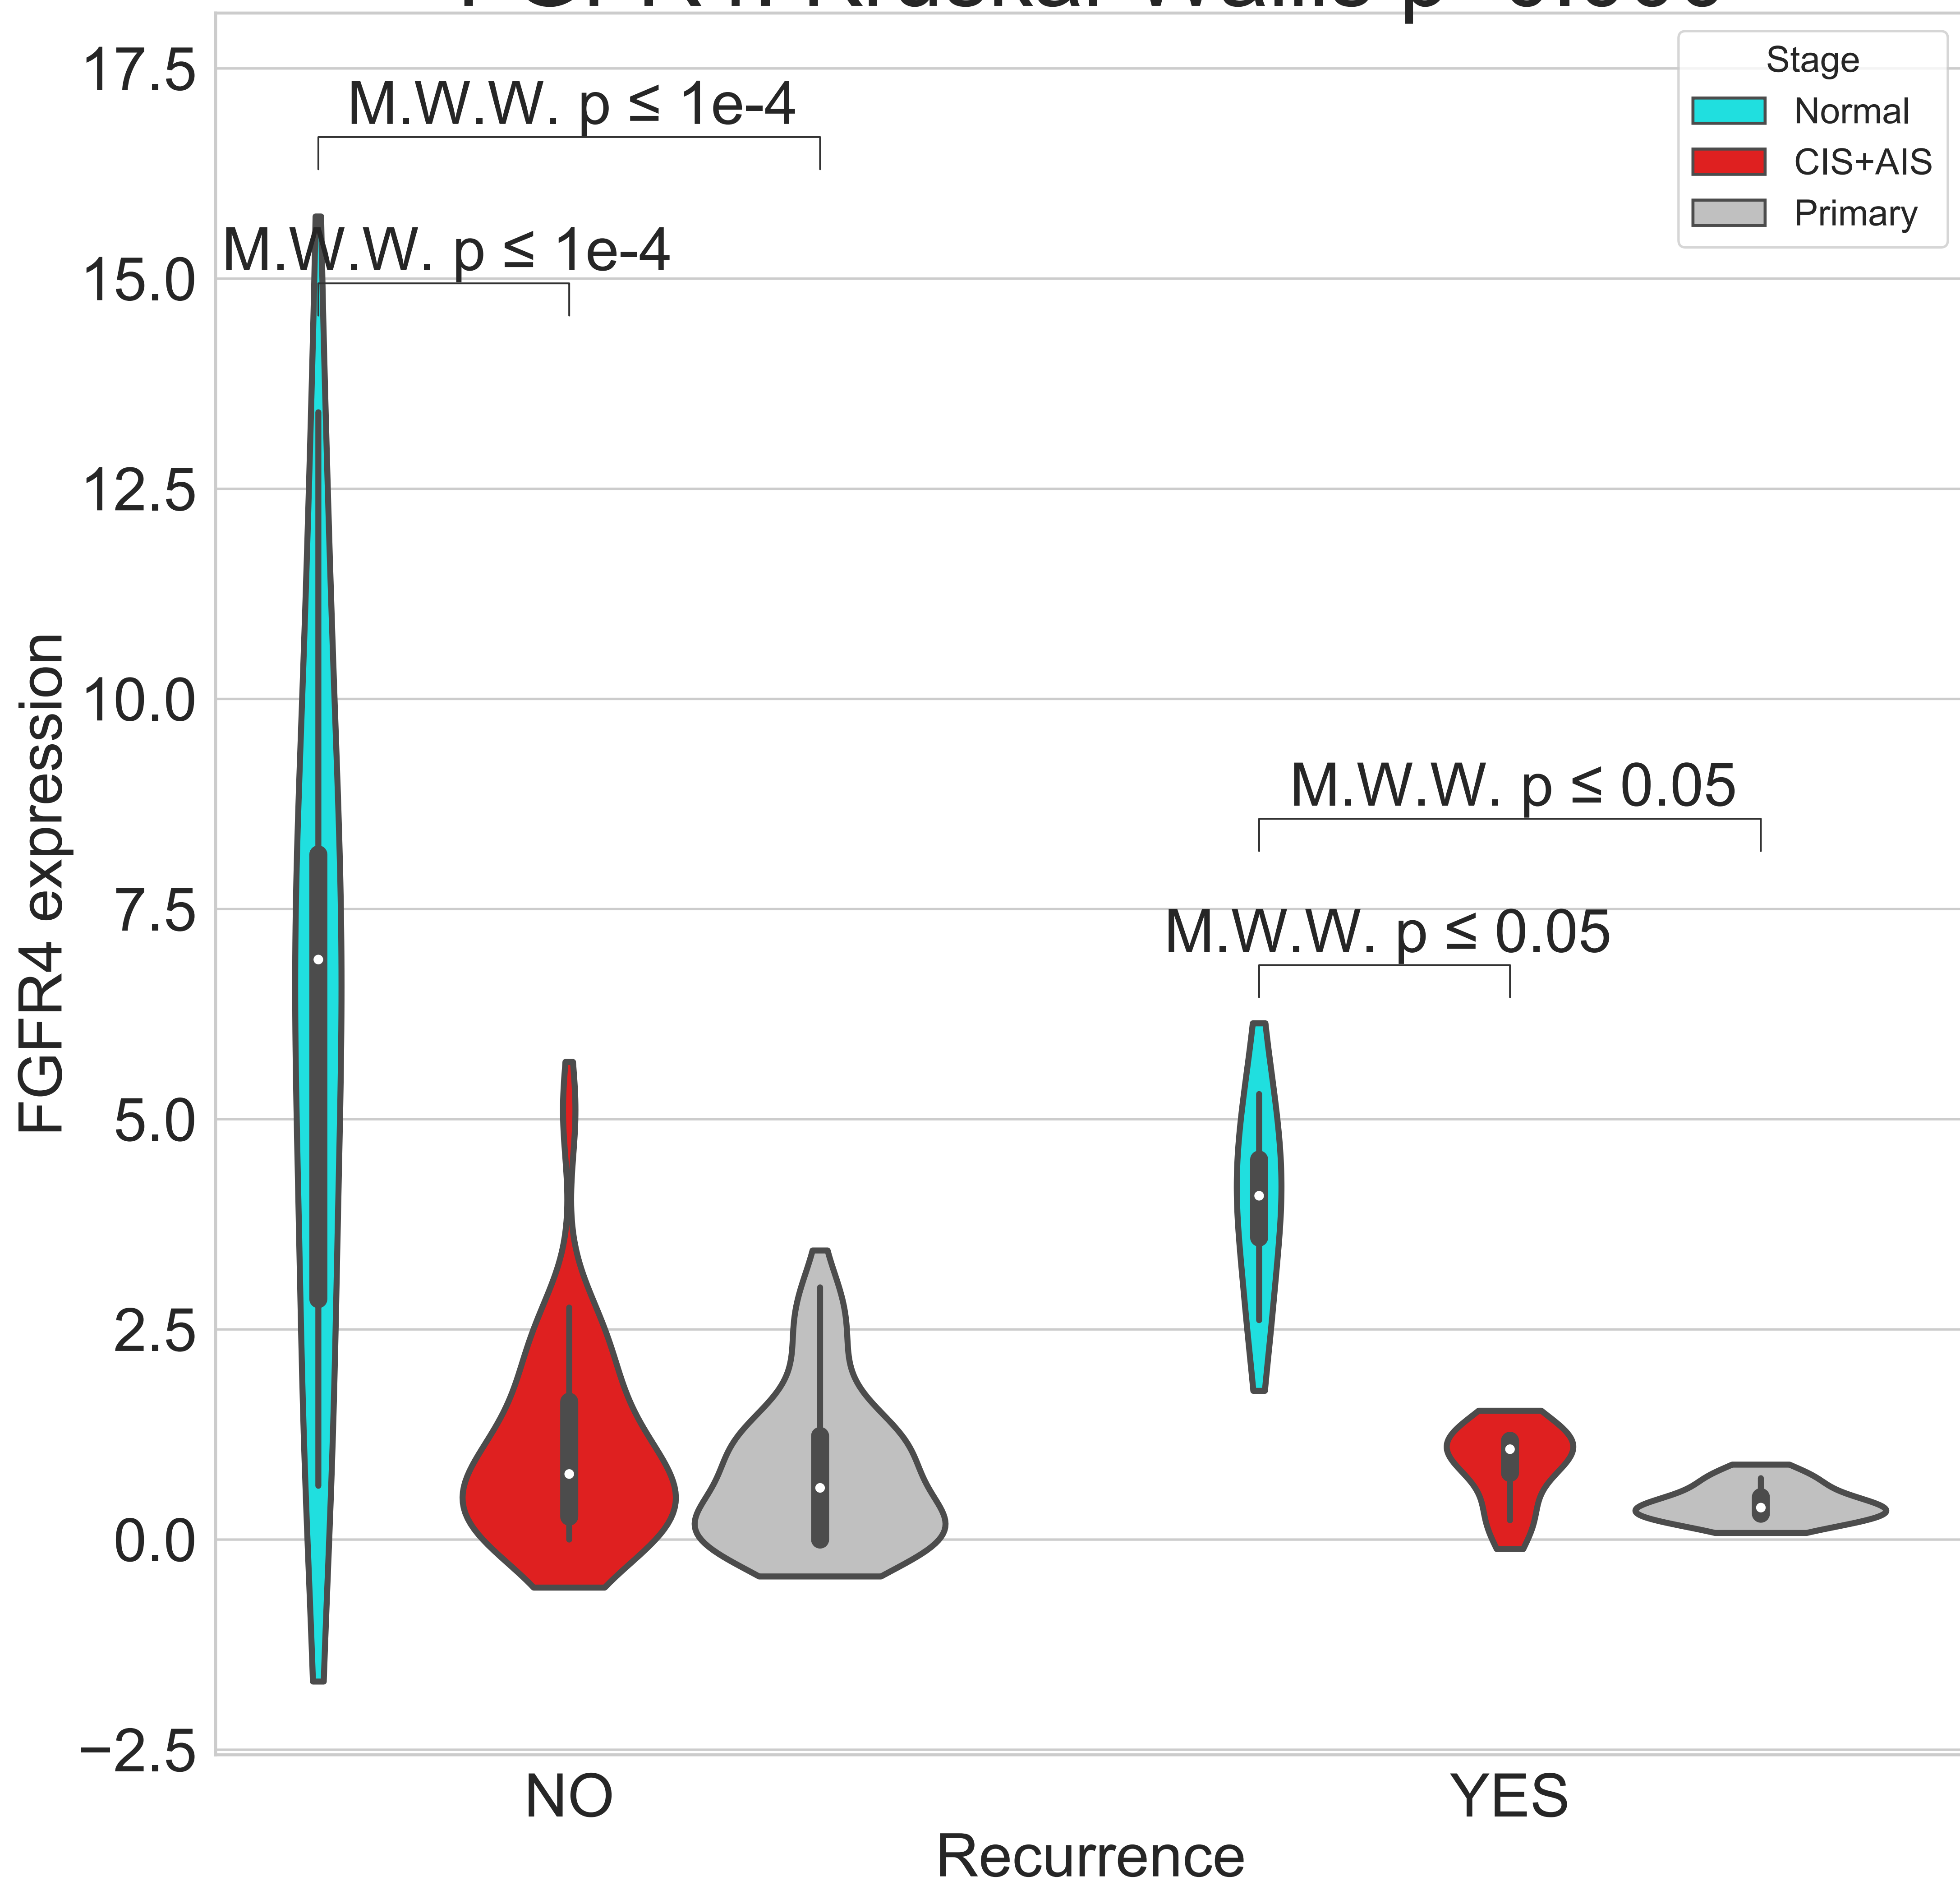 17.5
15.0
12.5
10.0
7.5
5.0
2.5
0.0
−2.5
FGFR4 expression
M.W.W. p ≤ 1e-4
M.W.W. p ≤ 1e-4
M.W.W. p ≤ 0.05
M.W.W. p ≤ 0.05
Stage
Normal
CIS+AIS
Primary
NO
YES
Recurrence